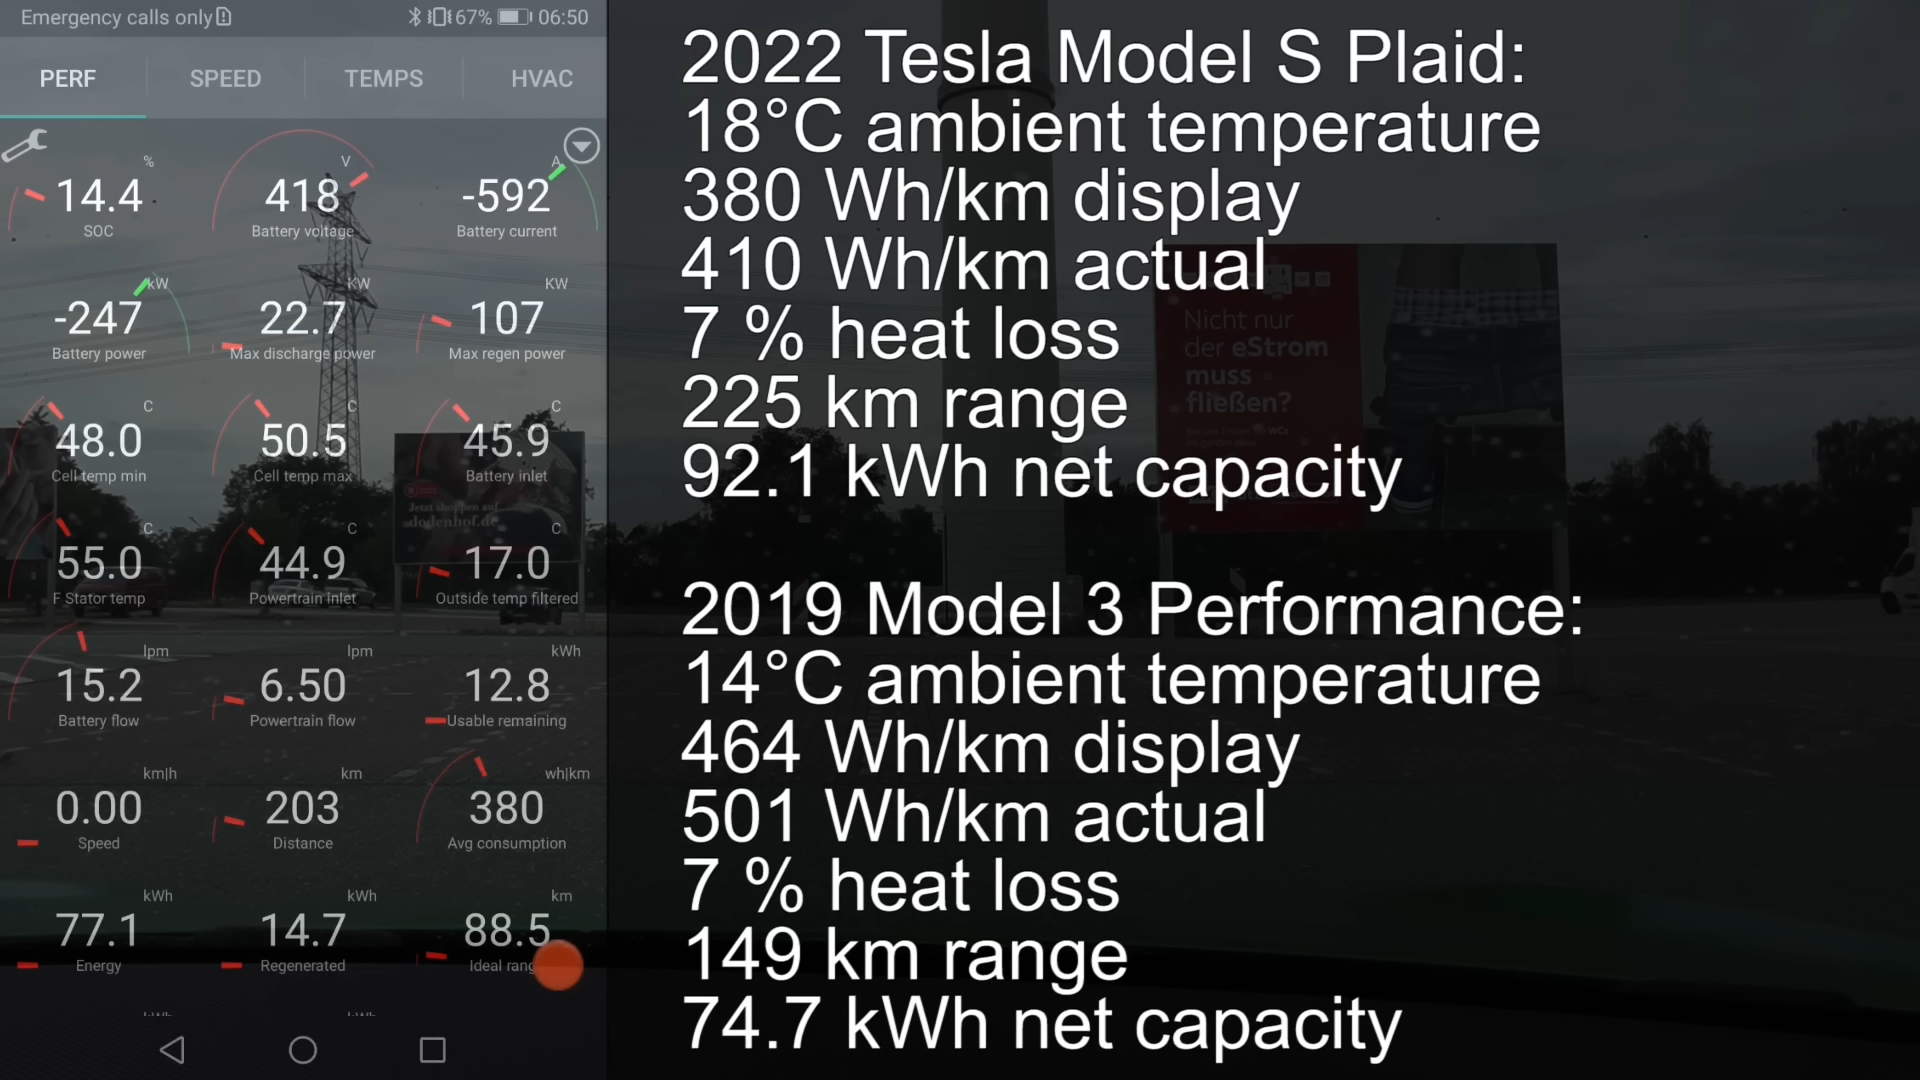 Emergency calls only
67% 06:50
PERF SPEED TEMPS HVAC
% V A
14.4 418 -592
SOC Battery voltage Battery current
kW KW KW
-247 22.7 107
Battery power Max discharge power Max regen power
C C C
48.0 50.5 45.9
Cell temp min Cell temp max Battery inlet
C C C
55.0 44.9 17.0
F Stator temp Powertrain inlet Outside temp filtered
lpm lpm kWh
15.2 6.50 12.8
Battery flow Powertrain flow Usable remaining
km|h km wh|km
0.00 203 380
Speed Distance Avg consumption
kWh kWh km
77.1 14.7 88.5
Energy Regenerated Ideal
kWh kWh
Jetzt shoppen auf
dodenhof.de
2022 Tesla Model S Plaid:
18°C ambient temperature
380 Wh/km display
410 Wh/km actual
7 % heat loss
225 km range
92.1 kWh net capacity
2019 Model 3 Performance:
14°C ambient temperature
464 Wh/km display
501 Wh/km actual
7 % heat loss
149 km range
74.7 kWh net capacity
Nicht nur
der eStrom
muss
fließen?